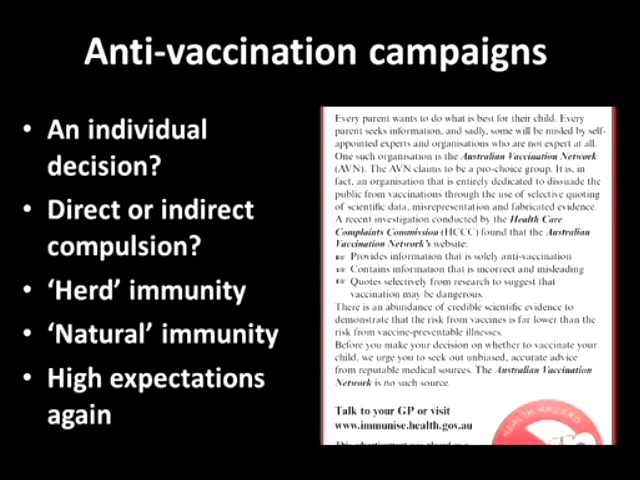 Anti-vaccination campaigns
• An individual
decision?
• Direct or indirect
compulsion?
• ‘Herd’ immunity
• ‘Natural’ immunity
• High expectations
again
Every parent wants to do what is best for their child. Every
parent seeks information, and sadly, some will be misled by self-
appointed experts and organisations who are not expert at all.
One such organisation is the Australian Vaccination Network
(AVN). The AVN claims to be a pro-choice group. It is, in
fact, an organisation that is entirely dedicated to dissuade the
public from vaccinations through the use of selective quoting
of scientific data, misrepresentation and fabricated evidence.
A recent investigation conducted by the Health Care
Complaints Commission (HCCC) found that the Australian
Vaccination Network's website:
☞ Provides information that is solely anti-vaccination
☞ Contains information that is incorrect and misleading
☞ Quotes selectively from research to suggest that
vaccination may be dangerous.
There is an abundance of credible scientific evidence to
demonstrate that the risk from vaccines is far lower than the
risk from vaccine-preventable illnesses.
Before you make your decision on whether to vaccinate your
child, we urge you to seek out unbiased, accurate advice
from reputable medical sources. The Australian Vaccination
Network is no such source.
Talk to your GP or visit
www.immunise.health.gov.au
HEALTH HAZARD
This advertisement was placed